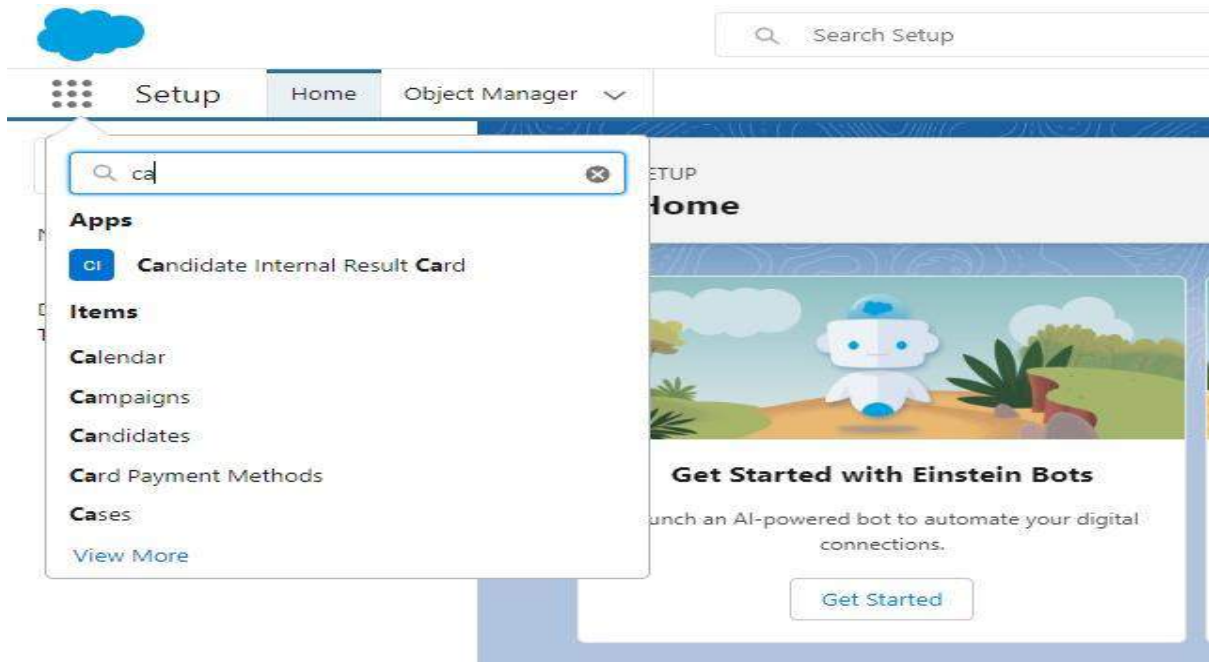 Search Setup
Setup Home Object Manager
ca
Apps
CI Candidate Internal Result Card
Items
Calendar
Campaigns
Candidates
Card Payment Methods
Cases
View More
ETUP
Home
Get Started with Einstein Bots
unch an AI-powered bot to automate your digital
connections.
Get Started